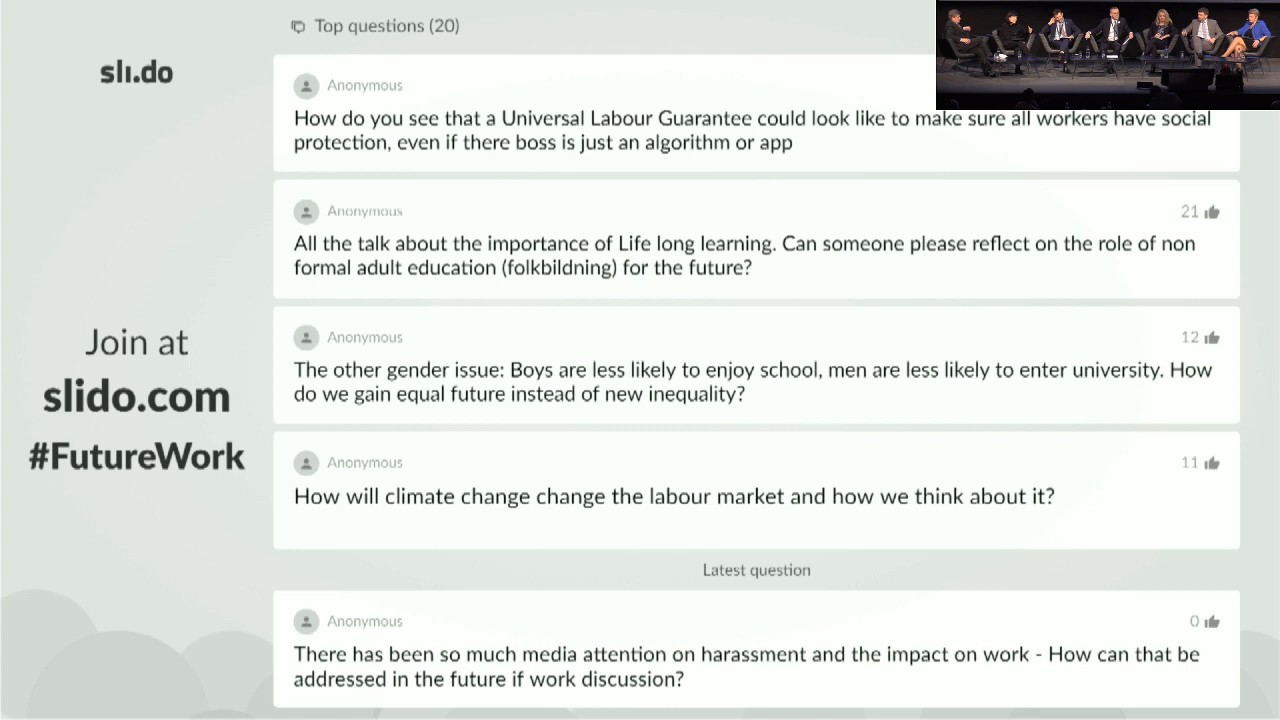 Top questions (20)
sli.do
Anonymous
How do you see that a Universal Labour Guarantee could look like to make sure all workers have social
protection, even if there boss is just an algorithm or app
Anonymous
21
All the talk about the importance of Life long learning. Can someone please reflect on the role of non
formal adult education (folkbildning) for the future?
Anonymous
12
The other gender issue: Boys are less likely to enjoy school, men are less likely to enter university. How
do we gain equal future instead of new inequality?
Anonymous
11
How will climate change change the labour market and how we think about it?
Join at
slido.com
#FutureWork
Latest question
Anonymous
0
There has been so much media attention on harassment and the impact on work - How can that be
addressed in the future if work discussion?